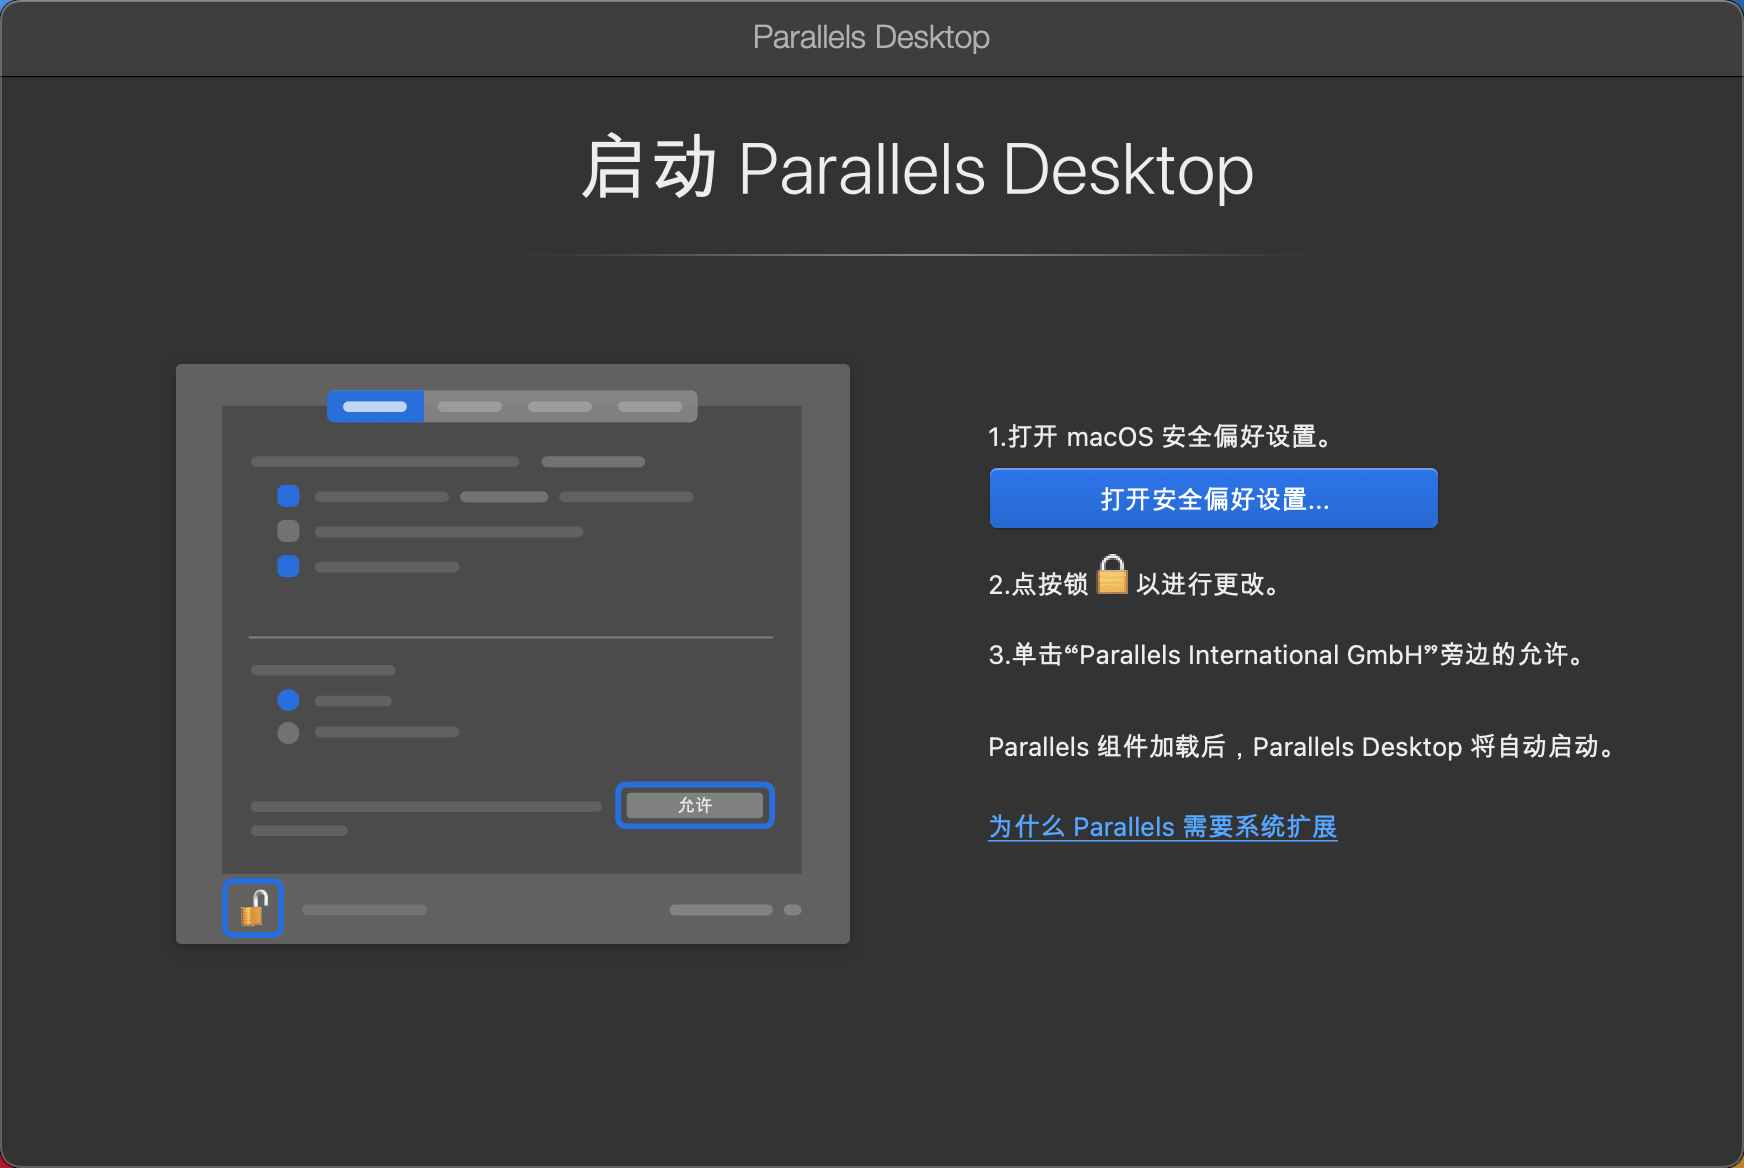 Parallels Desktop
启动 Parallels Desktop
1.打开 macOS 安全偏好设置。
打开安全偏好设置...
2.点按锁 以进行更改。
3.单击“Parallels International GmbH”旁边的允许。
Parallels 组件加载后，Parallels Desktop 将自动启动。
为什么 Parallels 需要系统扩展
允许